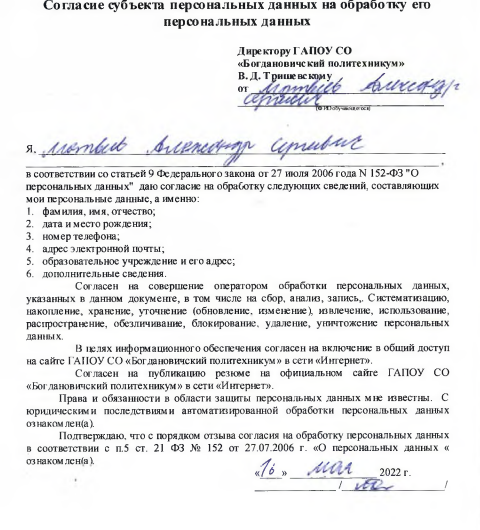 Согласие субъекта персональных данных на обработку его
персональных данных
Директору ГАПОУ СО
«Богдановичский политехникум»
В. Д. Тришевскому
от Матвеев Александр
Сергеевич
(ФИО обучающегося)
Я, Матвеев Александр Сергеевич
в соответствии со статьей 9 Федерального закона от 27 июля 2006 года N 152-ФЗ "О
персональных данных" даю согласие на обработку следующих сведений, составляющих
мои персональные данные, а именно:
1. фамилия, имя, отчество;
2. дата и место рождения;
3. номер телефона;
4. адрес электронной почты;
5. образовательное учреждение и его адрес;
6. дополнительные сведения.
Согласен на совершение оператором обработки персональных данных,
указанных в данном документе, в том числе на сбор, анализ, запись,. Систематизацию,
накопление, хранение, уточнение (обновление, изменение), извлечение, использование,
распространение, обезличивание, блокирование, удаление, уничтожение персональных
данных.
В целях информационного обеспечения согласен на включение в общий доступ
на сайте ГАПОУ СО «Богдановичский политехникум» в сети «Интернет».
Согласен на публикацию резюме на официальном сайте ГАПОУ СО
«Богдановичский политехникум» в сети «Интернет».
Права и обязанности в области защиты персональных данных мне известны. С
юридическими последствиями автоматизированной обработки персональных данных
ознакомлен(а).
Подтверждаю, что с порядком отзыва согласия на обработку персональных данных
в соответствии с п.5 ст. 21 ФЗ № 152 от 27.07.2006 г. «О персональных данных «
ознакомлен(а).
«16» мая 2022 г.
/ /